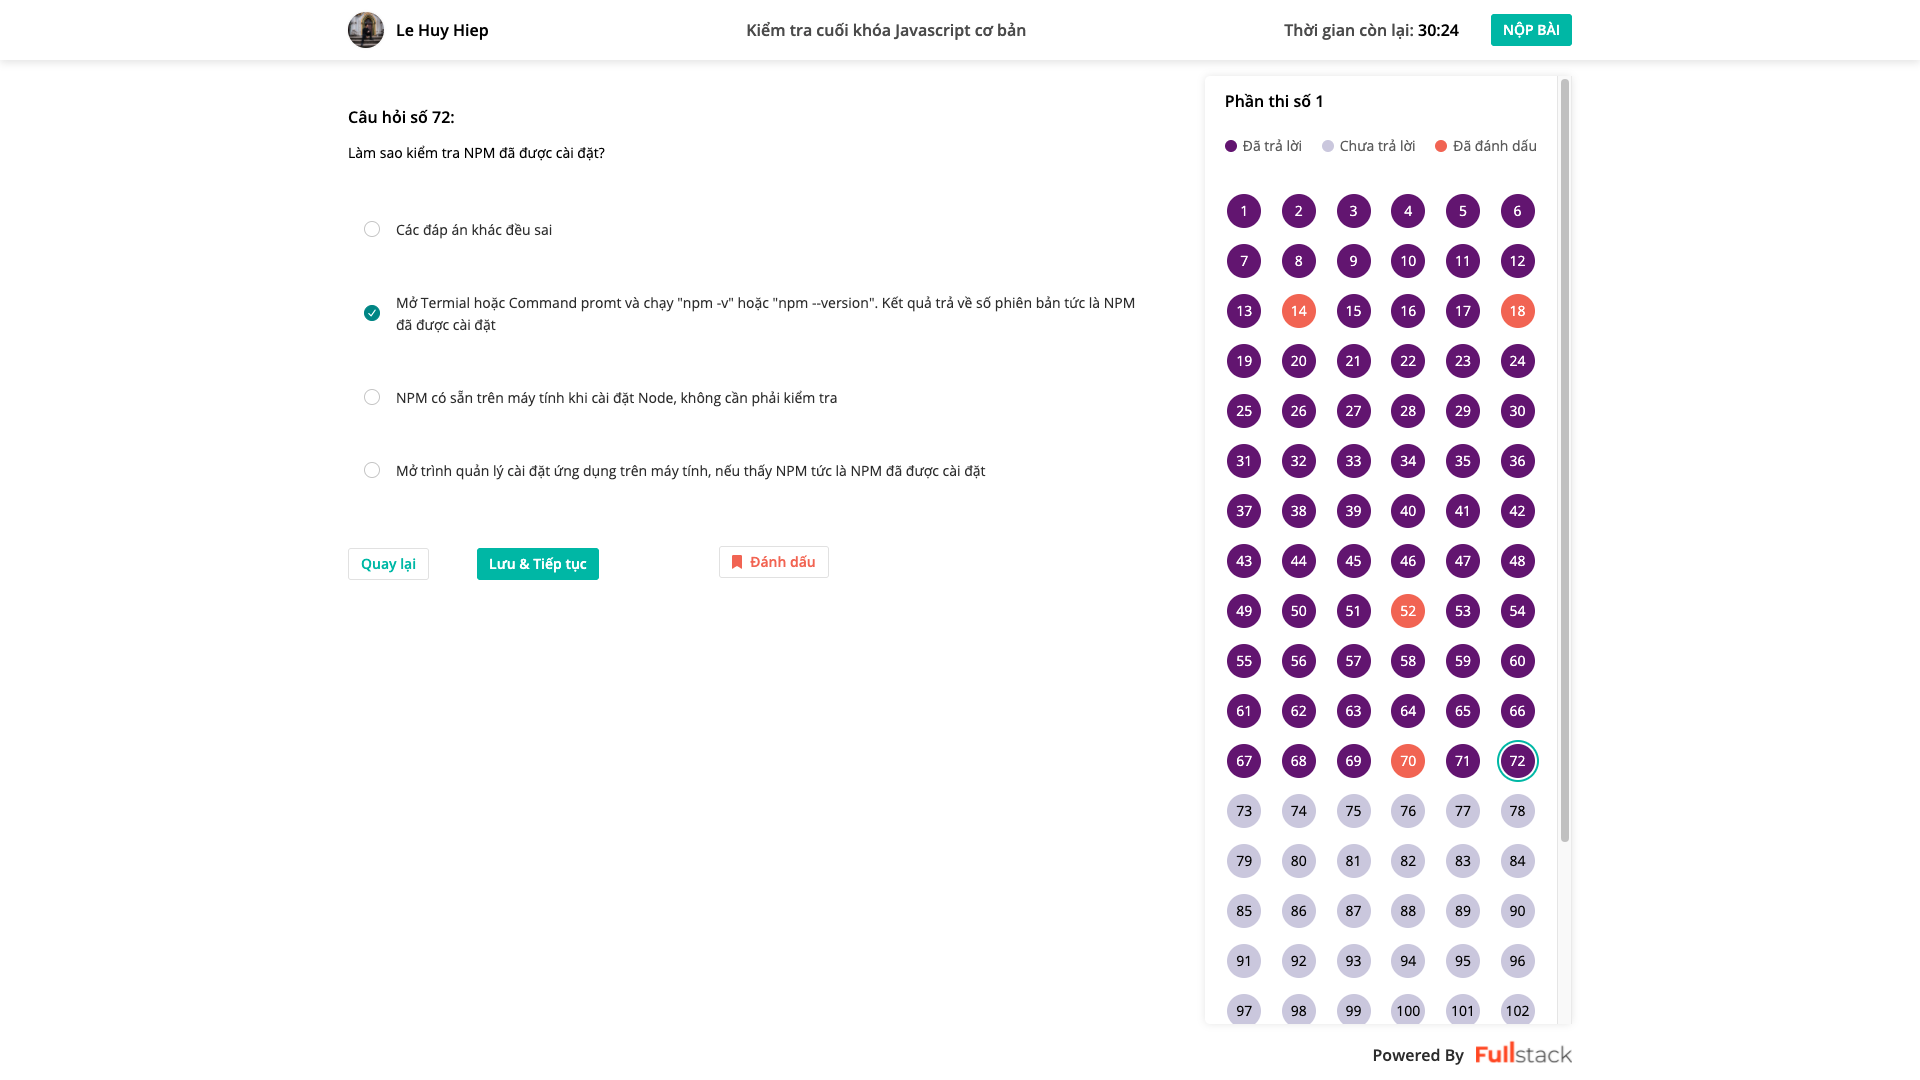 Le Huy Hiep
Kiểm tra cuối khóa Javascript cơ bản
Thời gian còn lại: 30:24
NỘP BÀI
Câu hỏi số 72:
Làm sao kiểm tra NPM đã được cài đặt?
Các đáp án khác đều sai
Mở Termial hoặc Command promt và chạy "npm -v" hoặc "npm --version". Kết quả trả về số phiên bản tức là NPM
đã được cài đặt
NPM có sẵn trên máy tính khi cài đặt Node, không cần phải kiểm tra
Mở trình quản lý cài đặt ứng dụng trên máy tính, nếu thấy NPM tức là NPM đã được cài đặt
Quay lại
Lưu & Tiếp tục
Đánh dấu
Phần thi số 1
Đã trả lời Chưa trả lời Đã đánh dấu
1 2 3 4 5 6
7 8 9 10 11 12
13 14 15 16 17 18
19 20 21 22 23 24
25 26 27 28 29 30
31 32 33 34 35 36
37 38 39 40 41 42
43 44 45 46 47 48
49 50 51 52 53 54
55 56 57 58 59 60
61 62 63 64 65 66
67 68 69 70 71 72
73 74 75 76 77 78
79 80 81 82 83 84
85 86 87 88 89 90
91 92 93 94 95 96
97 98 99 100 101 102
Powered By Fullstack